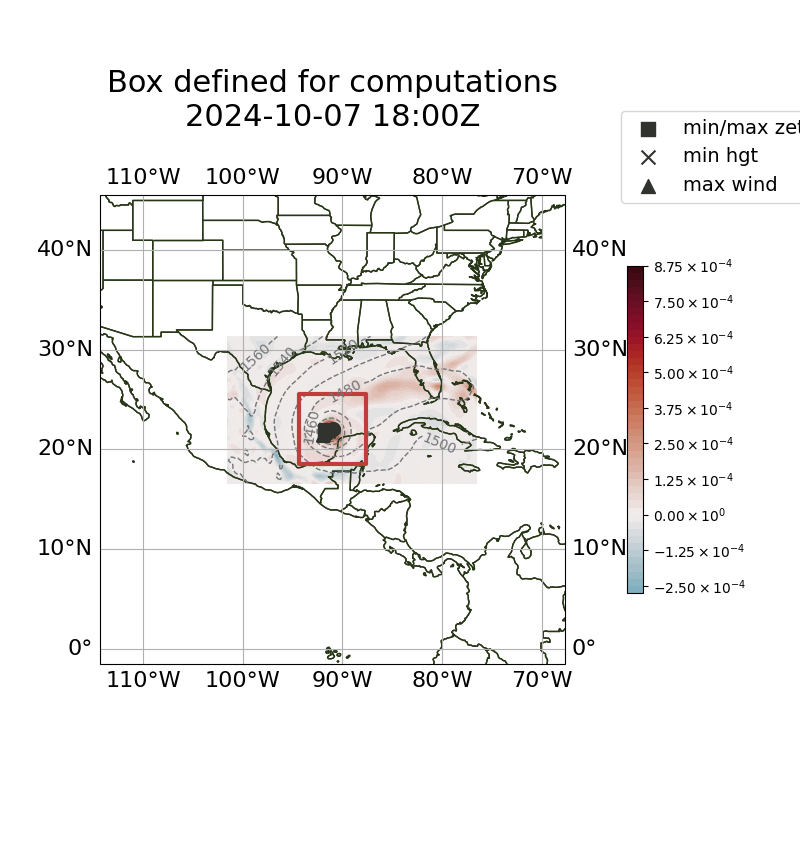 Box defined for computations
2024-10-07 18:00Z
min/max zet
min hgt
max wind
110°W 100°W 90°W 80°W 70°W
40°N 40°N
30°N 30°N
20°N 20°N
10°N 10°N
0° 0°
110°W 100°W 90°W 80°W 70°W
1560
1480
1460
1500
8.75 × 10⁻⁴
7.50 × 10⁻⁴
6.25 × 10⁻⁴
5.00 × 10⁻⁴
3.75 × 10⁻⁴
2.50 × 10⁻⁴
1.25 × 10⁻⁴
0.00 × 10⁰
−1.25 × 10⁻⁴
−2.50 × 10⁻⁴